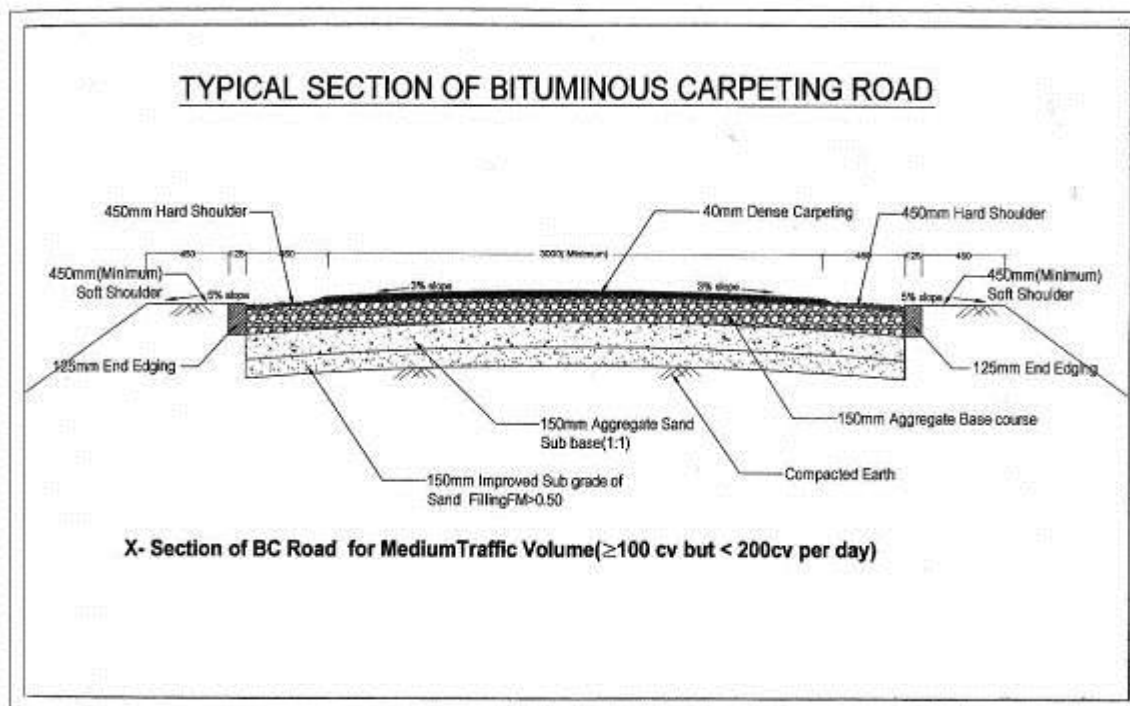 TYPICAL SECTION OF BITUMINOUS CARPETING ROAD
450mm Hard Shoulder
40mm Dense Carpeting
450mm Hard Shoulder
450 125 450 3000(Minimum) 450 125 450
450mm(Minimum)
Soft Shoulder
5% slope
3% slope
3% slope
5% slope
450mm(Minimum)
Soft Shoulder
125mm End Edging
125mm End Edging
150mm Aggregate Sand
Sub base(1:1)
150mm Aggregate Base course
150mm Improved Sub grade of
Sand FillingFM>0.50
Compacted Earth
X- Section of BC Road for MediumTraffic Volume(≥100 cv but < 200cv per day)